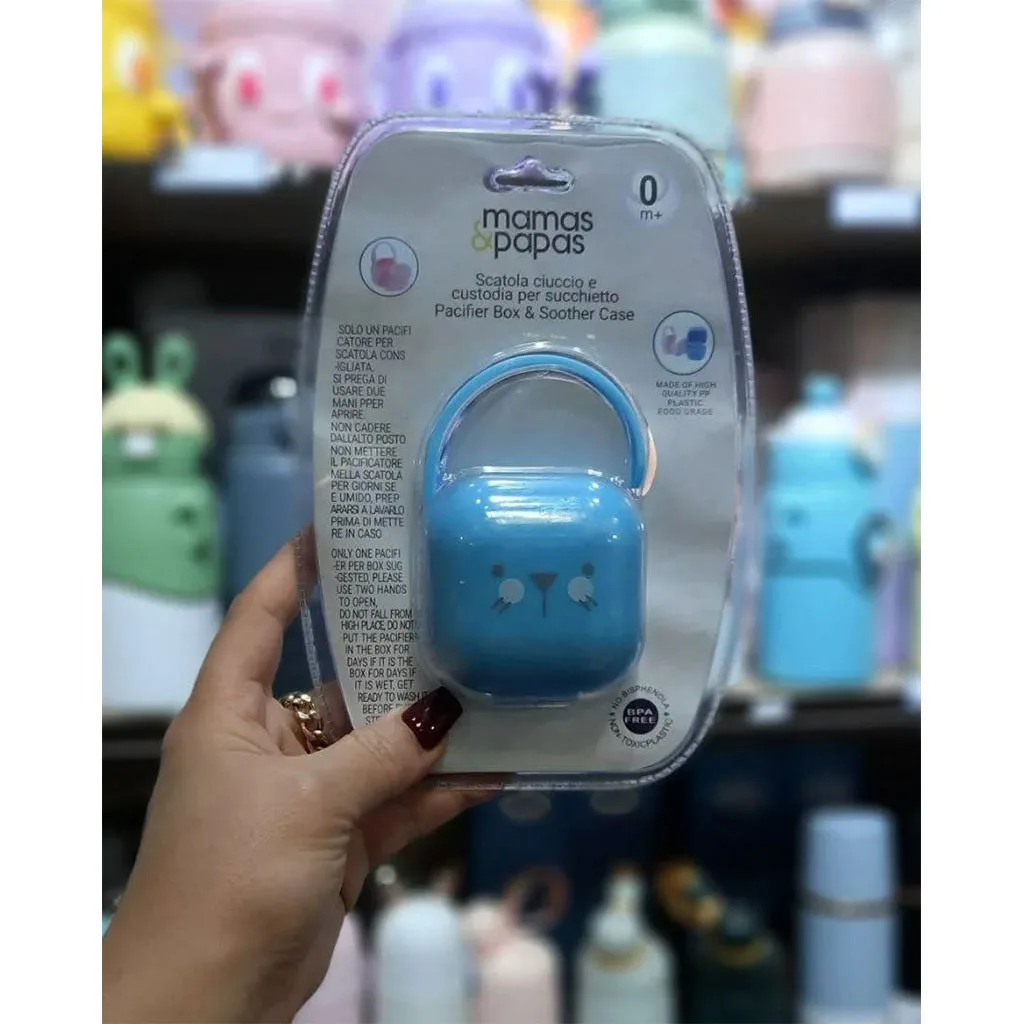 0
m+
mamas
&papas
Scatola ciuccio e
custodia per succhietto
Pacifier Box & Soother Case
SOLO UN PACIFI
CATORE PER
SCATOLA CONS
-IGLIATA.
SI PREGA DI
USARE DUE
MANI PPER
APRIRE.
NON CADERE
DALL'ALTO POSTO
NON METTERE
IL PACIFICATORE
MELLA SCATOLA
PER GIORNI SE
E UMIDO, PREP
ARARSI A LAVARLO
PRIMA DI METTE
RE IN CASO
ONLY ONE PACIFI
-ER PER BOX SUG
GESTED, PLEASE
USE TWO HANDS
TO OPEN,
DO NOT FALL FROM
HIGH PLACE, DO NOT
PUT THE PACIFIER
IN THE BOX FOR
DAYS IF IT IS THE
BOX FOR DAYS IF
IT IS WET, GET
READY TO WASH IT
BEFORE
MADE OF HIGH
QUALITY PP
PLASTIC
FOOD GRADE
NO BISPHENOL A
BPA
FREE
NON-TOXIC PLASTIC